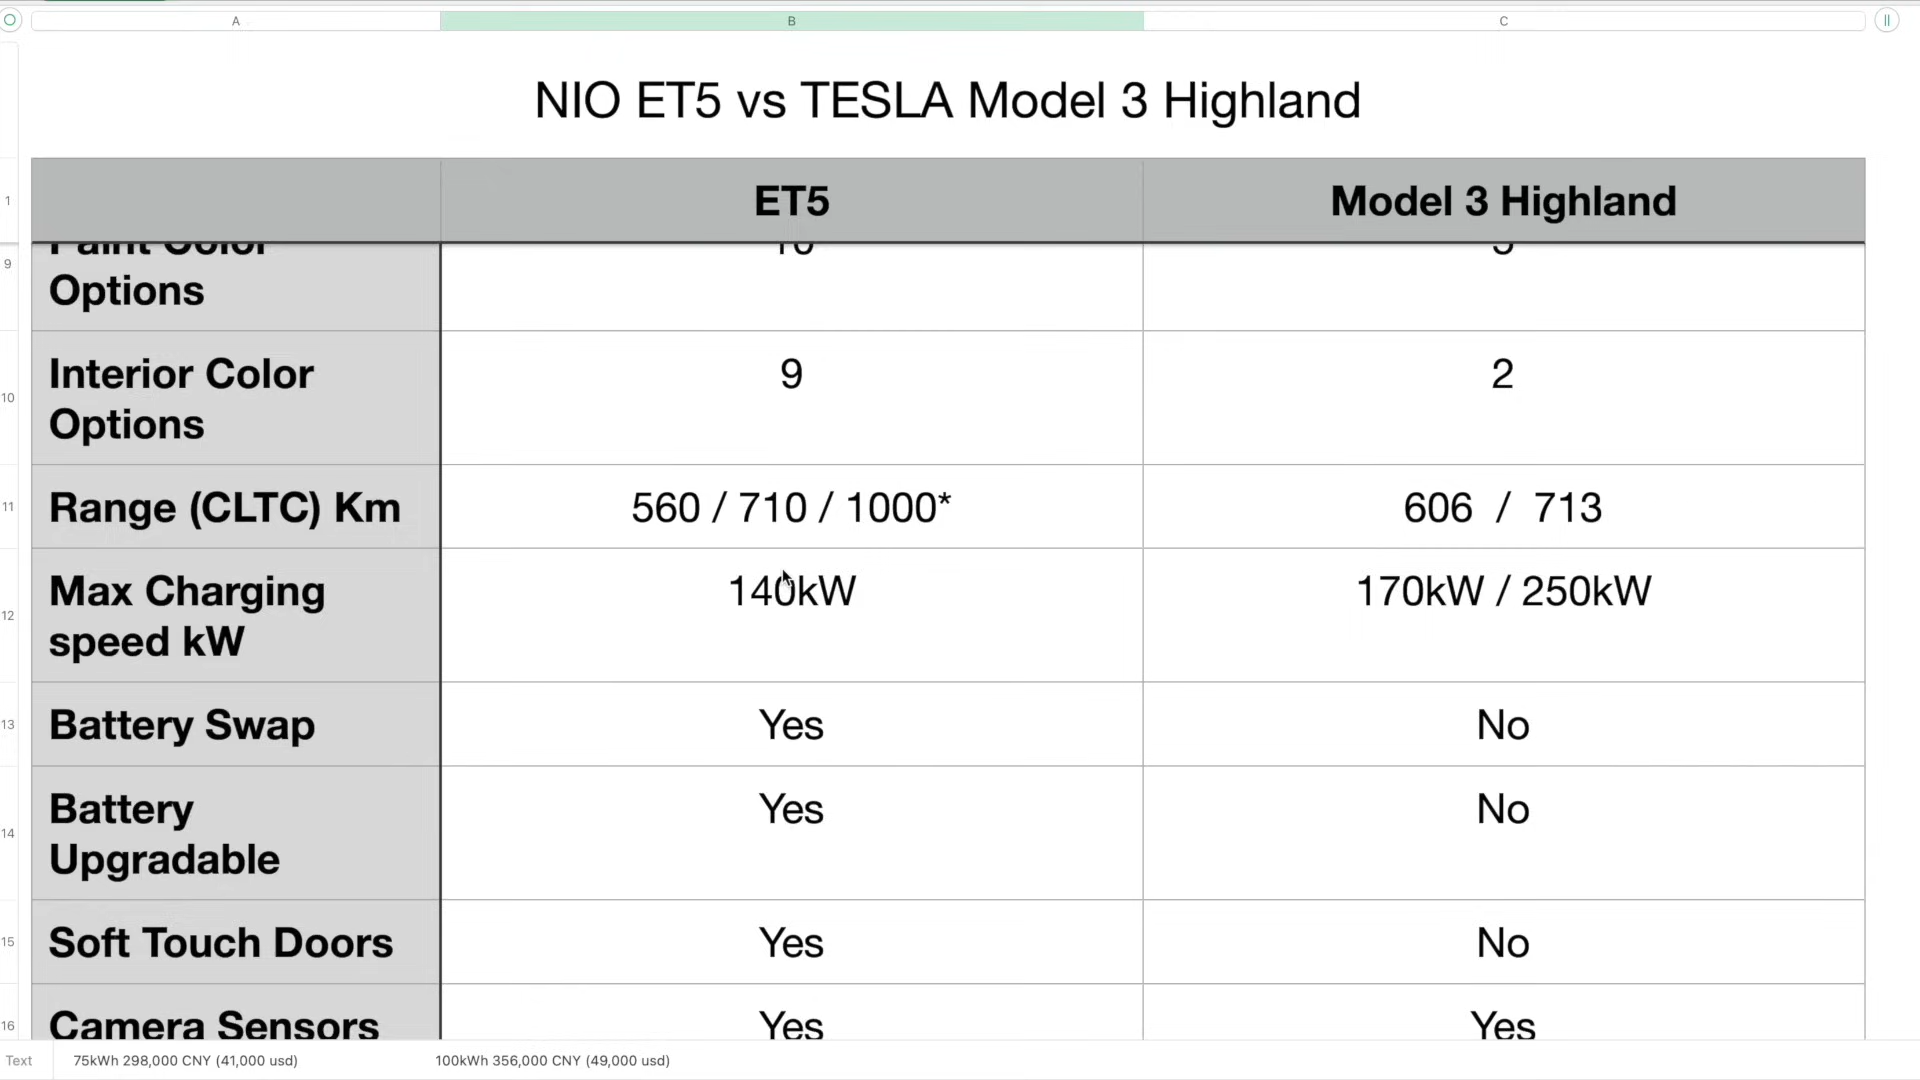 A B C
NIO ET5 vs TESLA Model 3 Highland
1 ET5 Model 3 Highland
9 Paint Color
Options
10 Interior Color 9 2
Options
11 Range (CLTC) Km 560 / 710 / 1000* 606 / 713
12 Max Charging 140kW 170kW / 250kW
speed kW
13 Battery Swap Yes No
14 Battery Yes No
Upgradable
15 Soft Touch Doors Yes No
16 Camera Sensors Yes Yes
Text 75kWh 298,000 CNY (41,000 usd) 100kWh 356,000 CNY (49,000 usd)